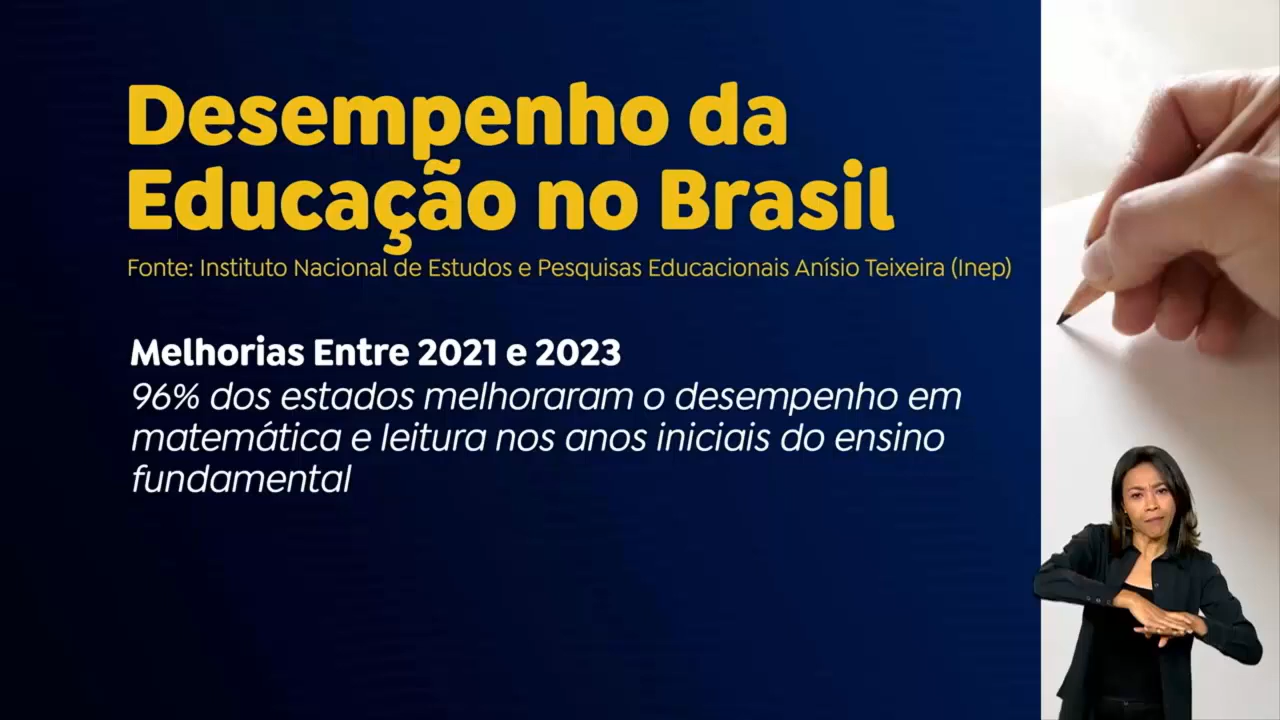 Desempenho da
Educação no Brasil
Fonte: Instituto Nacional de Estudos e Pesquisas Educacionais Anísio Teixeira (Inep)
Melhorias Entre 2021 e 2023
96% dos estados melhoraram o desempenho em
matemática e leitura nos anos iniciais do ensino
fundamental